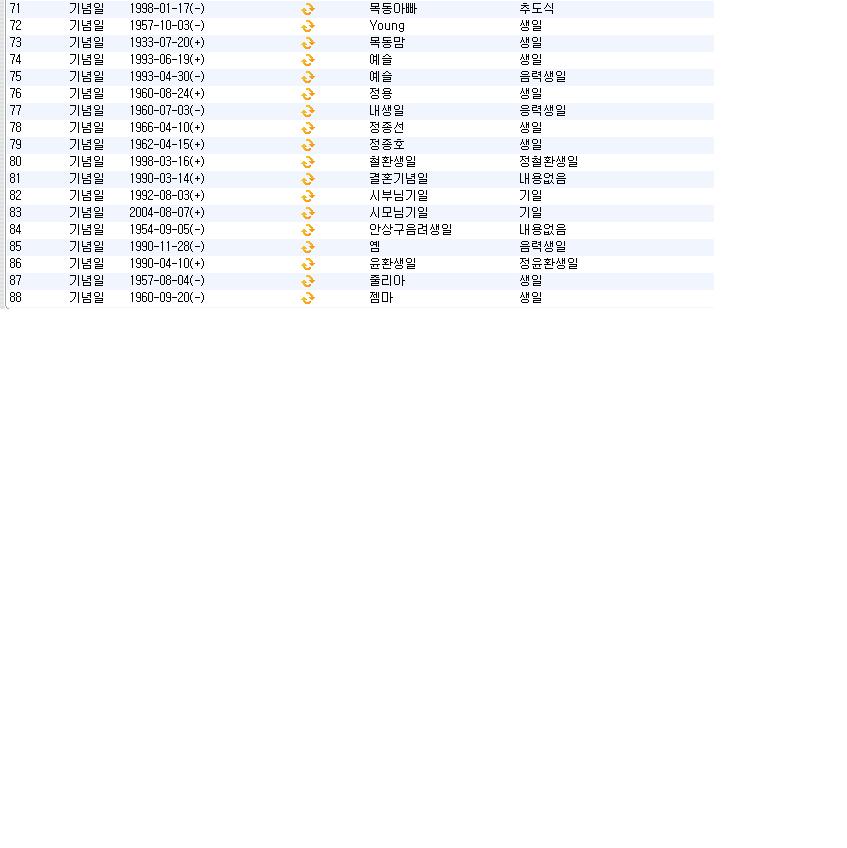 71 기념일 1998-01-17(-) 목동아빠 추도식
72 기념일 1957-10-03(-) Young 생일
73 기념일 1933-07-20(+) 목동맘 생일
74 기념일 1993-06-19(+) 예슬 생일
75 기념일 1993-04-30(-) 예슬 음력생일
76 기념일 1960-08-24(+) 정용 생일
77 기념일 1960-07-03(-) 내생일 응력생일
78 기념일 1966-04-10(+) 정종선 생일
79 기념일 1962-04-15(+) 정종호 생일
80 기념일 1998-03-16(+) 철환생일 정철환생일
81 기념일 1990-03-14(+) 결혼기념일 내용없음
82 기념일 1992-08-03(+) 시부님기일 기일
83 기념일 2004-08-07(+) 시모님기일 기일
84 기념일 1954-09-05(-) 안상구음려생일 내용없음
85 기념일 1990-11-28(-) 옘 음력생일
86 기념일 1990-04-10(+) 윤환생일 정윤환생일
87 기념일 1957-08-04(-) 줄리아 생일
88 기념일 1960-09-20(-) 젬마 생일